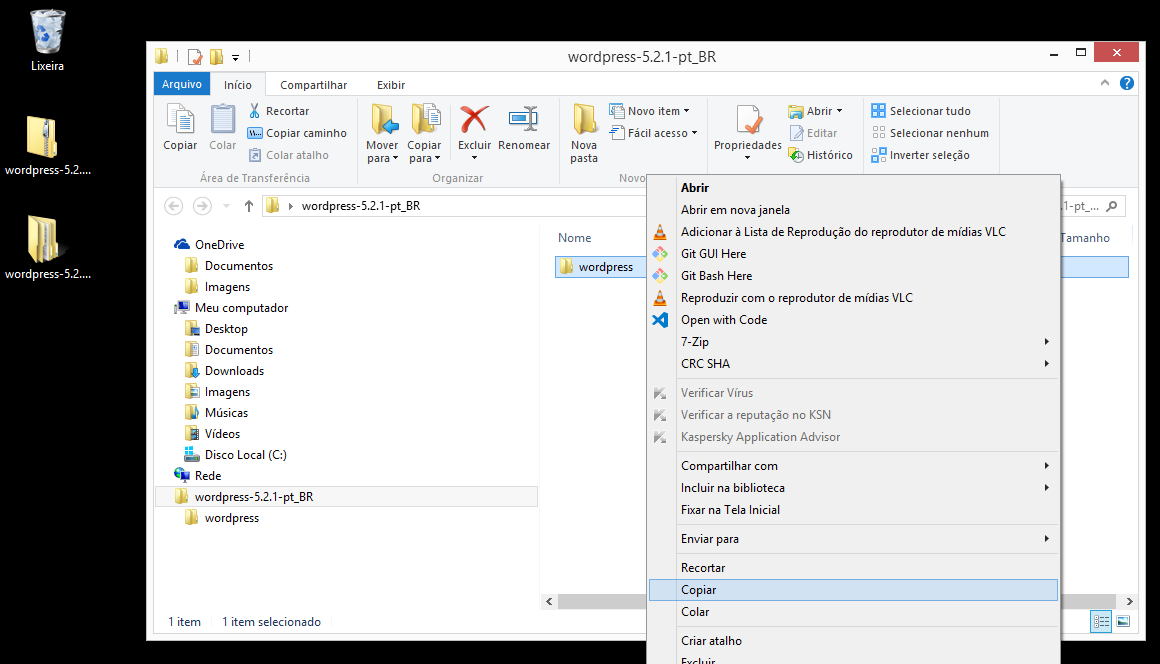 Lixeira
wordpress-5.2....
wordpress-5.2....
wordpress-5.2.1-pt_BR
Arquivo Início Compartilhar Exibir
Copiar
Colar
Recortar
Copiar caminho
Colar atalho
Área de Transferência
Mover para
Copiar para
Excluir
Renomear
Organizar
Nova pasta
Novo item
Fácil acesso
Novo
Propriedades
Abrir
Editar
Histórico
Selecionar tudo
Selecionar nenhum
Inverter seleção
wordpress-5.2.1-pt_BR
.1-pt_...
OneDrive
Documentos
Imagens
Meu computador
Desktop
Documentos
Downloads
Imagens
Músicas
Vídeos
Disco Local (C:)
Rede
wordpress-5.2.1-pt_BR
wordpress
Nome
Tamanho
wordpress
Abrir
Abrir em nova janela
Adicionar à Lista de Reprodução do reprodutor de mídias VLC
Git GUI Here
Git Bash Here
Reproduzir com o reprodutor de mídias VLC
Open with Code
7-Zip
CRC SHA
Verificar Vírus
Verificar a reputação no KSN
Kaspersky Application Advisor
Compartilhar com
Incluir na biblioteca
Fixar na Tela Inicial
Enviar para
Recortar
Copiar
Colar
Criar atalho
Excluir
1 item 1 item selecionado